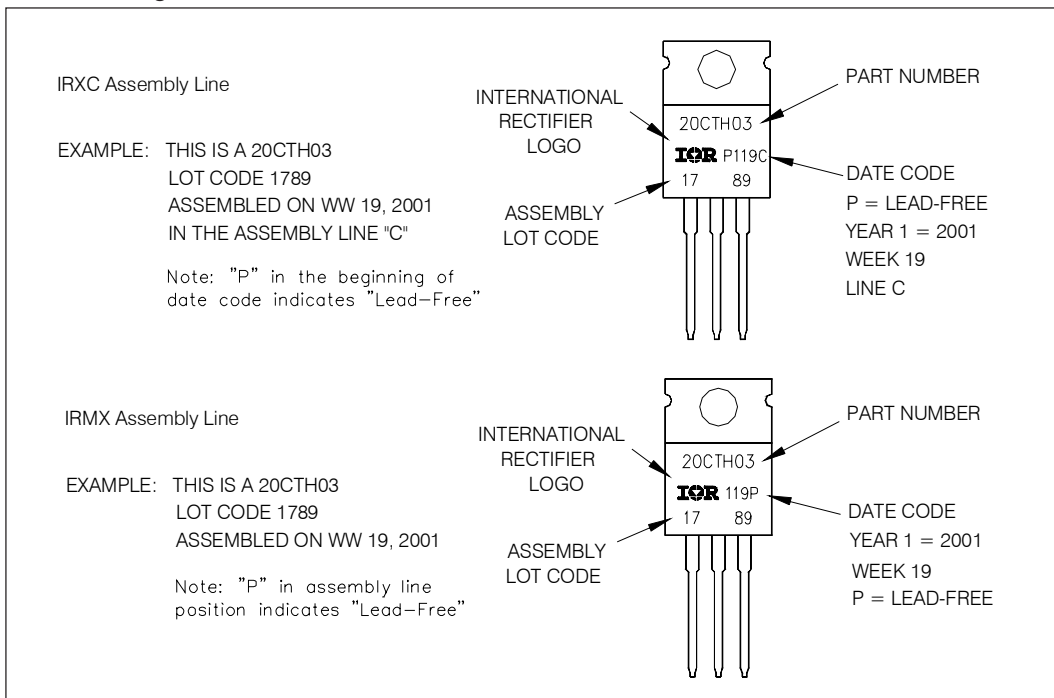 IRXC Assembly Line
EXAMPLE: THIS IS A 20CTH03
LOT CODE 1789
ASSEMBLED ON WW 19, 2001
IN THE ASSEMBLY LINE "C"
Note: "P" in the beginning of
date code indicates "Lead-Free"
INTERNATIONAL
RECTIFIER
LOGO
ASSEMBLY
LOT CODE
20CTH03
IOR P119C
17 89
PART NUMBER
DATE CODE
P = LEAD-FREE
YEAR 1 = 2001
WEEK 19
LINE C
IRMX Assembly Line
EXAMPLE: THIS IS A 20CTH03
LOT CODE 1789
ASSEMBLED ON WW 19, 2001
Note: "P" in assembly line
position indicates "Lead-Free"
INTERNATIONAL
RECTIFIER
LOGO
ASSEMBLY
LOT CODE
20CTH03
IOR 119P
17 89
PART NUMBER
DATE CODE
YEAR 1 = 2001
WEEK 19
P = LEAD-FREE